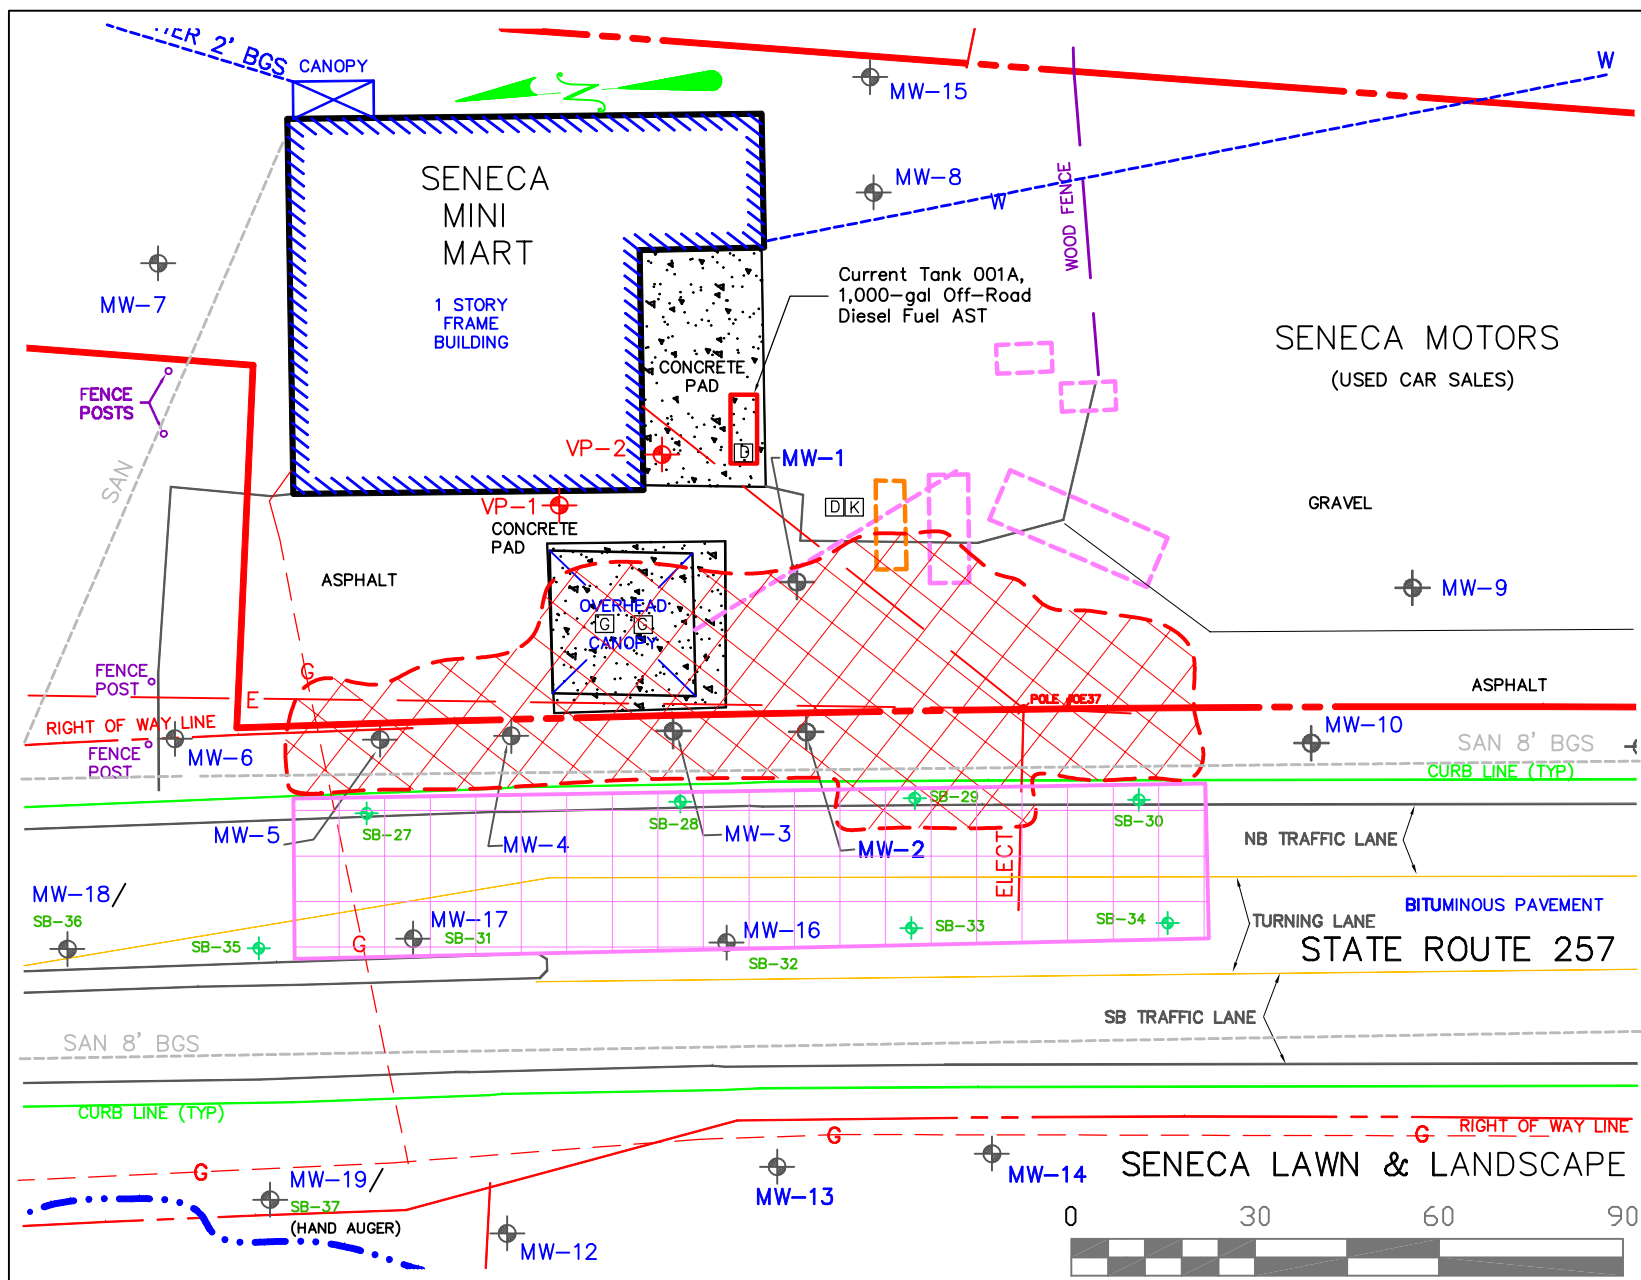 2' BGS
CANOPY
W
MW-15
SENECA
MINI
MART
MW-8
W
WOOD FENCE
MW-7
1 STORY
FRAME
BUILDING
Current Tank 001A,
1,000-gal Off-Road
Diesel Fuel AST
SENECA MOTORS
(USED CAR SALES)
CONCRETE
PAD
FENCE
POSTS
VP-2
D
MW-1
SAN
VP-1
D K
GRAVEL
CONCRETE
PAD
ASPHALT
MW-9
OVERHEAD
G G
CANOPY
FENCE
POST
G
E
ASPHALT
POLE #OE37
RIGHT OF WAY LINE
MW-10
MW-6
FENCE
POST
SAN 8' BGS
CURB LINE (TYP)
SB-29
MW-5
SB-27
SB-28
MW-3
SB-30
MW-4
MW-2
NB TRAFFIC LANE
ELECT
MW-18/
SB-36
MW-17
SB-31
BITUMINOUS PAVEMENT
MW-16
SB-33
SB-34
TURNING LANE
SB-35
G
SB-32
STATE ROUTE 257
SB TRAFFIC LANE
SAN 8' BGS
CURB LINE (TYP)
G
G
RIGHT OF WAY LINE
G
MW-19/
SB-37
(HAND AUGER)
MW-13
MW-14
SENECA LAWN & LANDSCAPE
MW-12
0 30 60 90